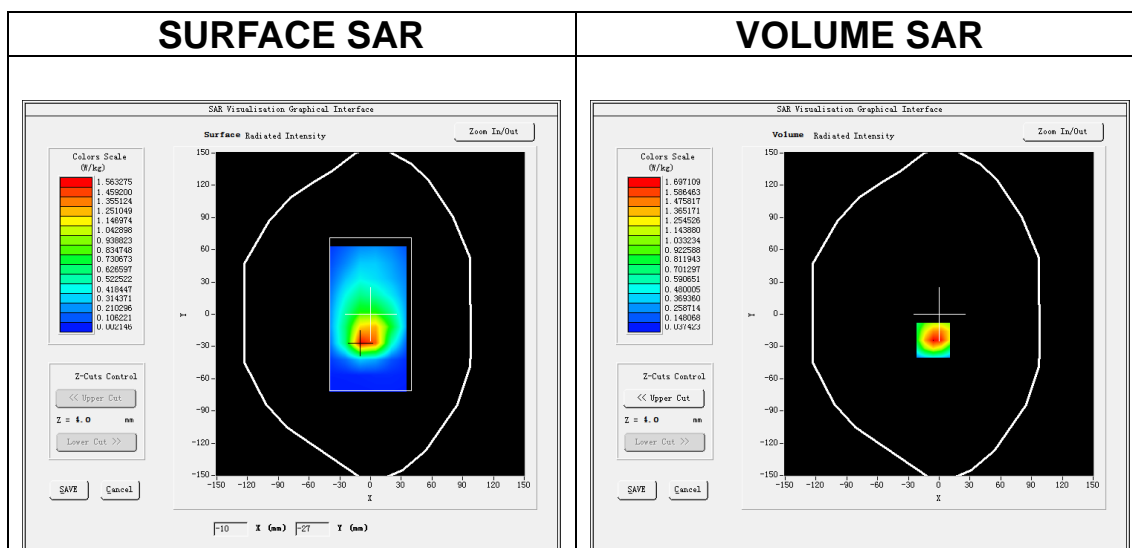 SURFACE SAR
VOLUME SAR
SAR Visualisation Graphical Interface
Surface Radiated Intensity
Zoom In/Out
Colors Scale
(W/kg)
1.563275
1.459200
1.355124
1.251049
1.146974
1.042898
0.938823
0.834748
0.730673
0.626597
0.522522
0.418447
0.314371
0.210296
0.106221
0.002146
Z-Cuts Control
<< Upper Cut
Z = 4.0 mm
Lower Cut >>
SAVE Cancel
150
120
90
60
30
0
-30
-60
-90
-120
-150
Y
-150 -120 -90 -60 -30 0 30 60 90 120 150
X
-10 X (mm) -27 Y (mm)
SAR Visualisation Graphical Interface
Volume Radiated Intensity
Zoom In/Out
Colors Scale
(W/kg)
1.697109
1.586463
1.475817
1.365171
1.254526
1.143880
1.033234
0.922588
0.811943
0.701297
0.590651
0.480005
0.369360
0.258714
0.148068
0.037423
Z-Cuts Control
<< Upper Cut
Z = 4.0 mm
Lower Cut >>
SAVE Cancel
150
120
90
60
30
0
-30
-60
-90
-120
-150
Y
-150 -120 -90 -60 -30 0 30 60 90 120 150
X